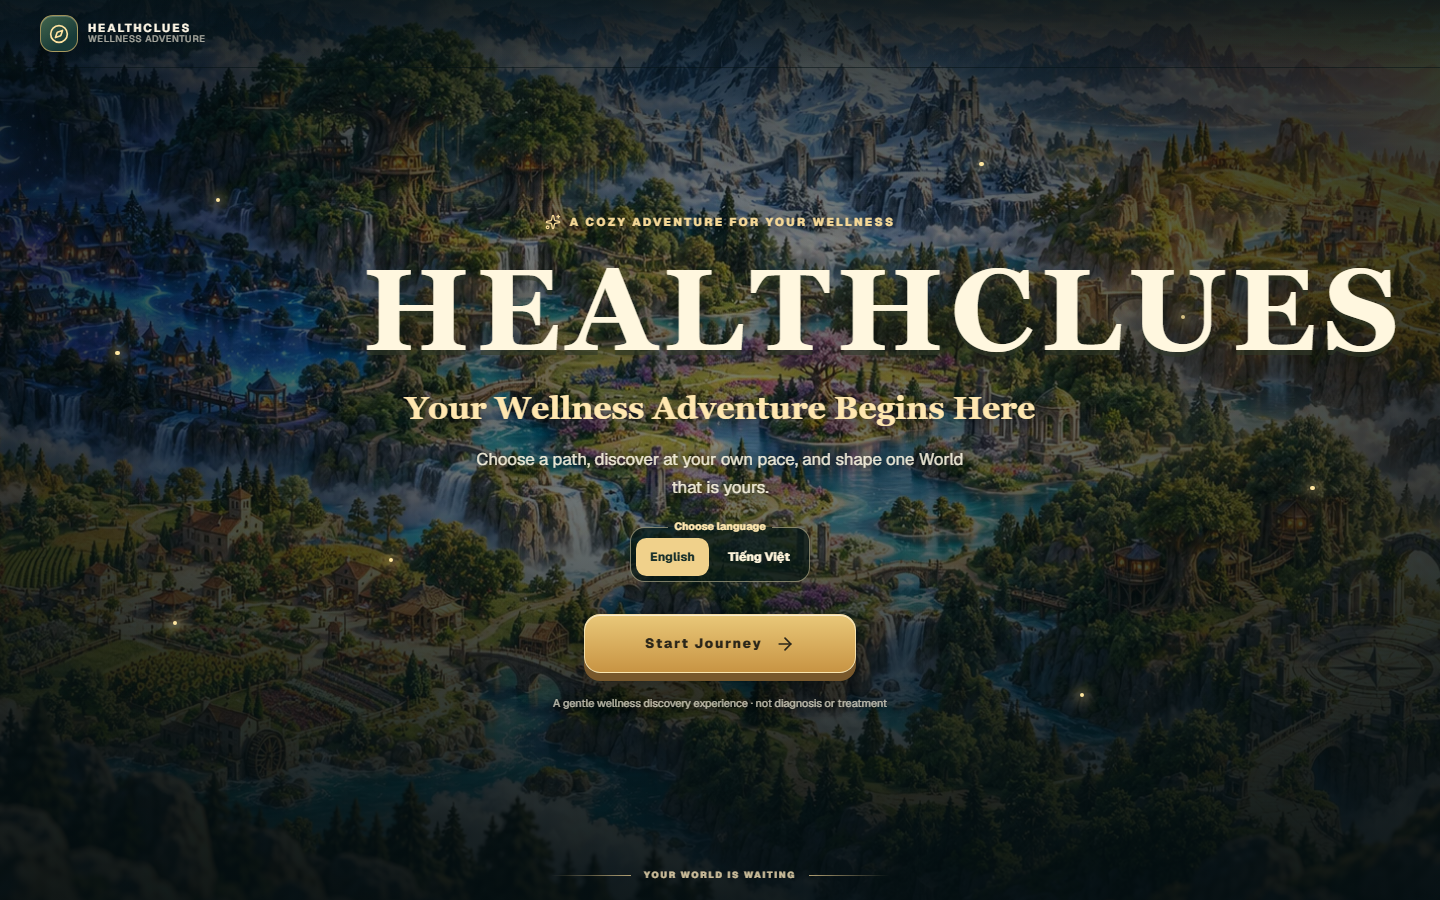 HEALTHCLUES
WELLNESS ADVENTURE
A COZY ADVENTURE FOR YOUR WELLNESS
HEALTHCLUES
Your Wellness Adventure Begins Here
Choose a path, discover at your own pace, and shape one World
that is yours.
Choose language
English Tiếng Việt
Start Journey
A gentle wellness discovery experience · not diagnosis or treatment
YOUR WORLD IS WAITING